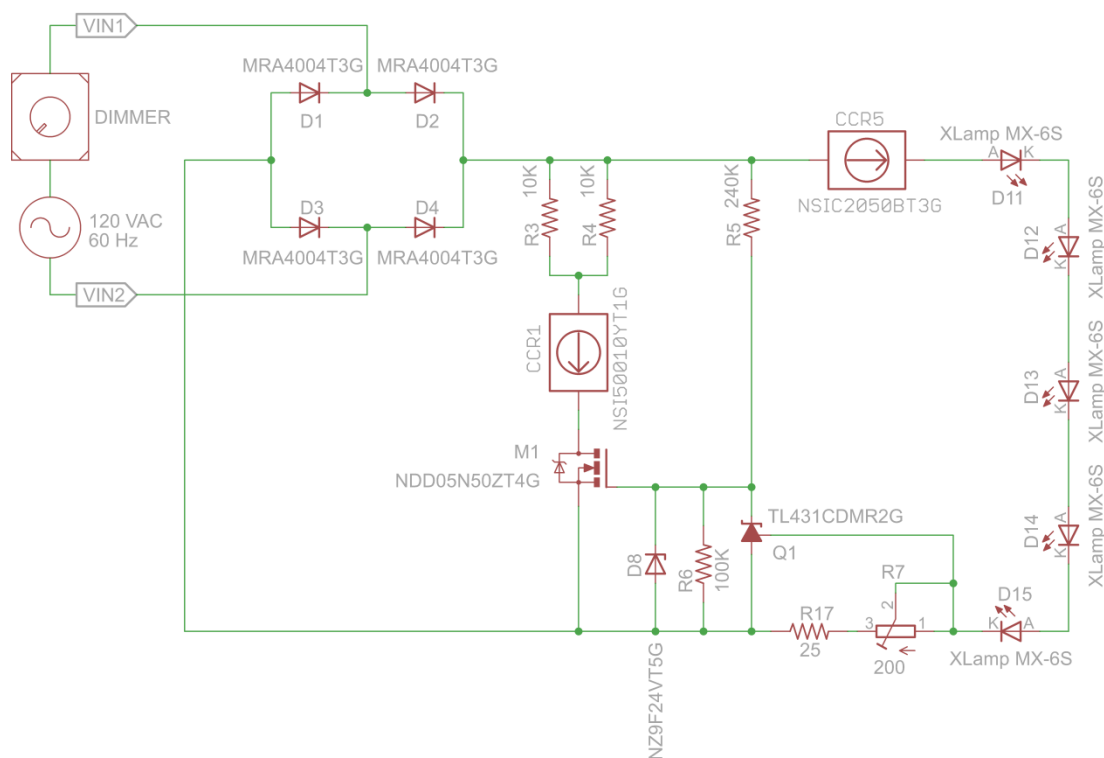 VIN1
MRA4004T3G MRA4004T3G
D1 D2
DIMMER
120 VAC
60 Hz
D3 D4
MRA4004T3G MRA4004T3G
VIN2
R3
10K
R4
10K
R5
240K
CCR5
NSIC2050BT3G
XLamp MX-6S
A K
D11
CCR1
NSI50010YT1G
D12
A
K
XLamp MX-6S
D13
A
K
XLamp MX-6S
D14
A
K
XLamp MX-6S
M1
NDD05N50ZT4G
TL431CDMR2G
Q1
D8
NZ9F24VT5G
R6
100K
R17
25
R7
2
3 1
200
D15
K A
XLamp MX-6S